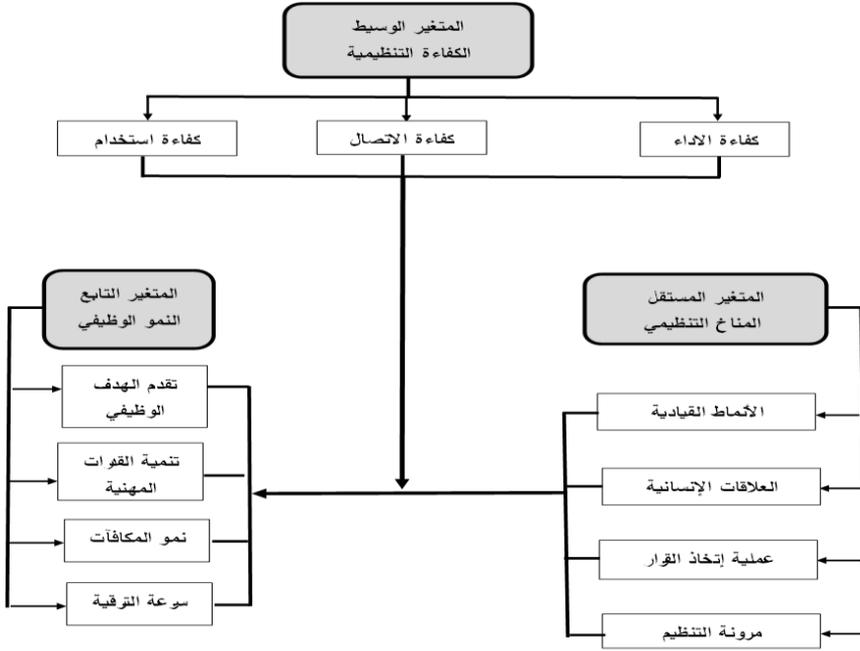 المتغير الوسيط
الكفاءة التنظيمية
كفاءة الاداء
كفاءة الاتصال
كفاءة استخدام
المتغير المستقل
المناخ التنظيمي
الأنماط القيادية
العلاقات الإنسانية
عملية إتخاذ القرار
مرونة التنظيم
المتغير التابع
النمو الوظيفي
تقدم الهدف
الوظيفي
تنمية القدرات
المهنية
نمو المكافآت
سرعة الترقية